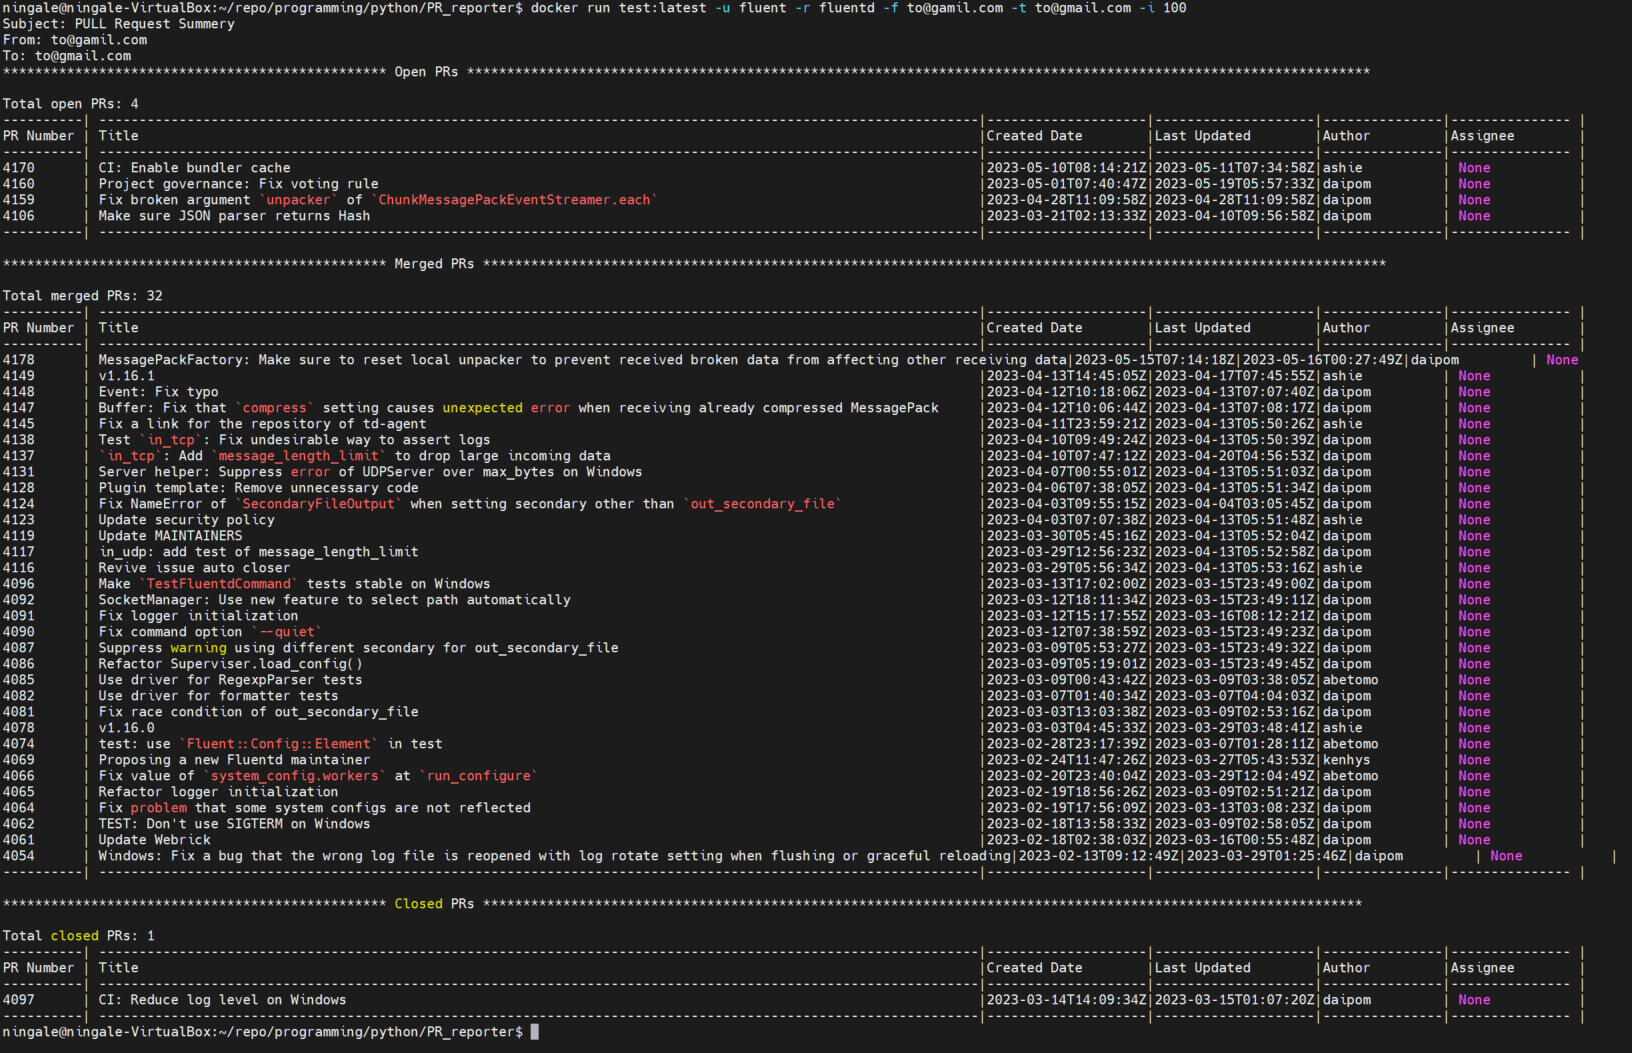 ningale@ningale-VirtualBox:~/repo/programming/python/PR_reporter$ docker run test:latest -u fluent -r fluentd -f to@gamil.com -t to@gmail.com -i 100
Subject: PULL Request Summery
From: to@gamil.com
To: to@gmail.com
************************************************ Open PRs *****************************************************************************************************************
Total open PRs: 4
PR Number | Title |Created Date |Last Updated |Author |Assignee |
4170 | CI: Enable bundler cache |2023-05-10T08:14:21Z|2023-05-11T07:34:58Z|ashie | None |
4160 | Project governance: Fix voting rule |2023-05-01T07:40:47Z|2023-05-19T05:57:33Z|daipom | None |
4159 | Fix broken argument `unpacker` of `ChunkMessagePackEventStreamer.each` |2023-04-28T11:09:58Z|2023-04-28T11:09:58Z|daipom | None |
4106 | Make sure JSON parser returns Hash |2023-03-21T02:13:33Z|2023-04-10T09:56:58Z|daipom | None |
************************************************ Merged PRs *****************************************************************************************************************
Total merged PRs: 32
PR Number | Title |Created Date |Last Updated |Author |Assignee |
4178 | MessagePackFactory: Make sure to reset local unpacker to prevent received broken data from affecting other receiving data|2023-05-15T07:14:18Z|2023-05-16T00:27:49Z|daipom | None
4149 | v1.16.1 |2023-04-13T14:45:05Z|2023-04-17T07:45:55Z|ashie | None |
4148 | Event: Fix typo |2023-04-12T10:18:06Z|2023-04-13T07:07:40Z|daipom | None |
4147 | Buffer: Fix that `compress` setting causes unexpected error when receiving already compressed MessagePack |2023-04-12T10:06:44Z|2023-04-13T07:08:17Z|daipom | None |
4145 | Fix a link for the repository of td-agent |2023-04-11T23:59:21Z|2023-04-13T05:50:26Z|ashie | None |
4138 | Test `in_tcp`: Fix undesirable way to assert logs |2023-04-10T09:49:24Z|2023-04-13T05:50:39Z|daipom | None |
4137 | `in_tcp`: Add `message_length_limit` to drop large incoming data |2023-04-10T07:47:12Z|2023-04-20T04:56:53Z|daipom | None |
4131 | Server helper: Suppress error of UDPServer over max_bytes on Windows |2023-04-07T00:55:01Z|2023-04-13T05:51:03Z|daipom | None |
4128 | Plugin template: Remove unnecessary code |2023-04-06T07:38:05Z|2023-04-13T05:51:34Z|daipom | None |
4124 | Fix NameError of `SecondaryFileOutput` when setting secondary other than `out_secondary_file` |2023-04-03T09:55:15Z|2023-04-04T03:05:45Z|daipom | None |
4123 | Update security policy |2023-04-03T07:07:38Z|2023-04-13T05:51:48Z|ashie | None |
4119 | Update MAINTAINERS |2023-03-30T05:45:16Z|2023-04-13T05:52:04Z|daipom | None |
4117 | in_udp: add test of message_length_limit |2023-03-29T12:56:23Z|2023-04-13T05:52:58Z|daipom | None |
4116 | Revive issue auto closer |2023-03-29T05:56:34Z|2023-04-13T05:53:16Z|ashie | None |
4096 | Make `TestFluentdCommand` tests stable on Windows |2023-03-13T17:02:00Z|2023-03-15T23:49:00Z|daipom | None |
4092 | SocketManager: Use new feature to select path automatically |2023-03-12T18:11:34Z|2023-03-15T23:49:11Z|daipom | None |
4091 | Fix logger initialization |2023-03-12T15:17:55Z|2023-03-16T08:12:21Z|daipom | None |
4090 | Fix command option `--quiet` |2023-03-12T07:38:59Z|2023-03-15T23:49:23Z|daipom | None |
4087 | Suppress warning using different secondary for out_secondary_file |2023-03-09T05:53:27Z|2023-03-15T23:49:32Z|daipom | None |
4086 | Refactor Superviser.load_config() |2023-03-09T05:19:01Z|2023-03-15T23:49:45Z|daipom | None |
4085 | Use driver for RegexpParser tests |2023-03-09T00:43:42Z|2023-03-09T03:38:05Z|abetomo | None |
4082 | Use driver for formatter tests |2023-03-07T01:40:34Z|2023-03-07T04:04:03Z|daipom | None |
4081 | Fix race condition of out_secondary_file |2023-03-03T13:03:38Z|2023-03-09T02:53:16Z|daipom | None |
4078 | v1.16.0 |2023-03-03T04:45:33Z|2023-03-29T03:48:41Z|ashie | None |
4074 | test: use `Fluent::Config::Element` in test |2023-02-28T23:17:39Z|2023-03-07T01:28:11Z|abetomo | None |
4069 | Proposing a new Fluentd maintainer |2023-02-24T11:47:26Z|2023-03-27T05:43:53Z|kenhys | None |
4066 | Fix value of `system_config.workers` at `run_configure` |2023-02-20T23:40:04Z|2023-03-29T12:04:49Z|abetomo | None |
4065 | Refactor logger initialization |2023-02-19T18:56:26Z|2023-03-09T02:51:21Z|daipom | None |
4064 | Fix problem that some system configs are not reflected |2023-02-19T17:56:09Z|2023-03-13T03:08:23Z|daipom | None |
4062 | TEST: Don't use SIGTERM on Windows |2023-02-18T13:58:33Z|2023-03-09T02:58:05Z|daipom | None |
4061 | Update Webrick |2023-02-18T02:38:03Z|2023-03-16T00:55:48Z|daipom | None |
4054 | Windows: Fix a bug that the wrong log file is reopened with log rotate setting when flushing or graceful reloading|2023-02-13T09:12:49Z|2023-03-29T01:25:46Z|daipom | None |
************************************************ Closed PRs **************************************************************************************************************
Total closed PRs: 1
PR Number | Title |Created Date |Last Updated |Author |Assignee |
4097 | CI: Reduce log level on Windows |2023-03-14T14:09:34Z|2023-03-15T01:07:20Z|daipom | None |
ningale@ningale-VirtualBox:~/repo/programming/python/PR_reporter$